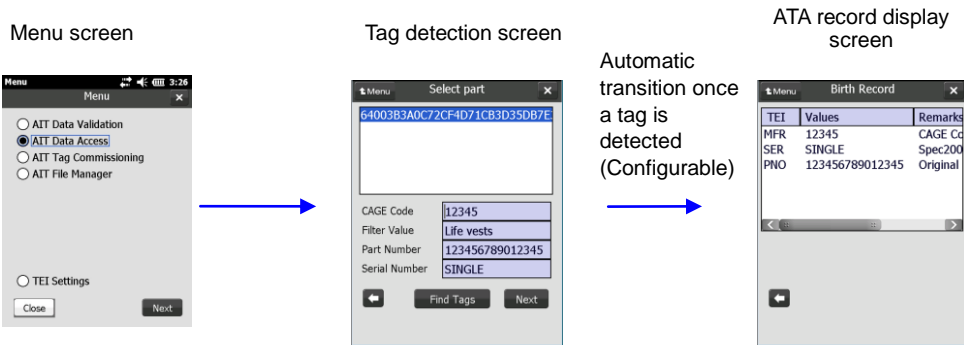 Menu screen
Tag detection screen
ATA record display
screen
Automatic
transition once
a tag is
detected
(Configurable)
Menu 3:26
Menu
AIT Data Validation
AIT Data Access
AIT Tag Commissioning
AIT File Manager
TEI Settings
Close Next
Menu Select part
64003B3A0C72CF4D71CB3D35DB7E
CAGE Code 12345
Filter Value Life vests
Part Number 123456789012345
Serial Number SINGLE
Find Tags Next
Menu Birth Record
TEI Values Remarks
MFR 12345 CAGE Co
SER SINGLE Spec200
PNO 123456789012345 Original